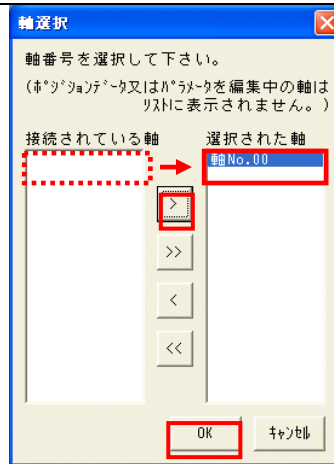 軸選択
軸番号を選択して下さい。
(ﾎﾟｼﾞｼｮﾝﾃﾞｰﾀ又はﾊﾟﾗﾒｰﾀを編集中の軸は
ﾘｽﾄに表示されません。)
接続されている軸 選択された軸
軸No.00
>
>>
<
<<
OK ｷｬﾝｾﾙ